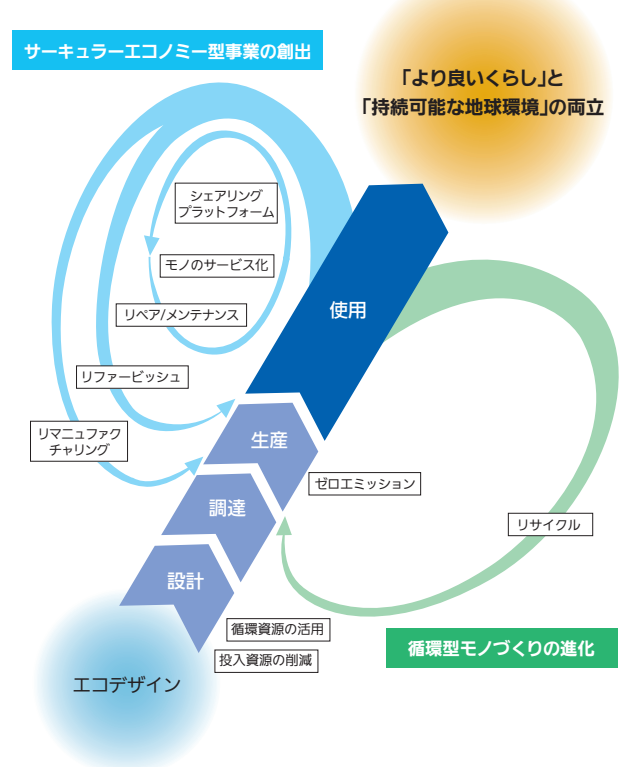 サーキュラーエコノミー型事業の創出
「より良いくらし」と
「持続可能な地球環境」の両立
シェアリング
プラットフォーム
モノのサービス化
リペア/メンテナンス
使用
リファービッシュ
リマニュファク
チャリング
生産
ゼロエミッション
調達
リサイクル
設計
循環資源の活用
投入資源の削減
循環型モノづくりの進化
エコデザイン